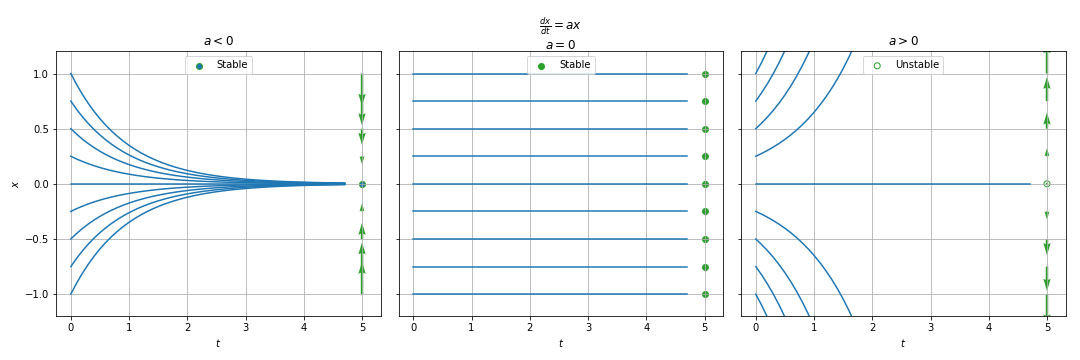 dx/dt = ax
a < 0
a = 0
a > 0
Stable
Stable
Unstable
x
1.0
0.5
0.0
−0.5
−1.0
0 1 2 3 4 5
0 1 2 3 4 5
0 1 2 3 4 5
t
t
t